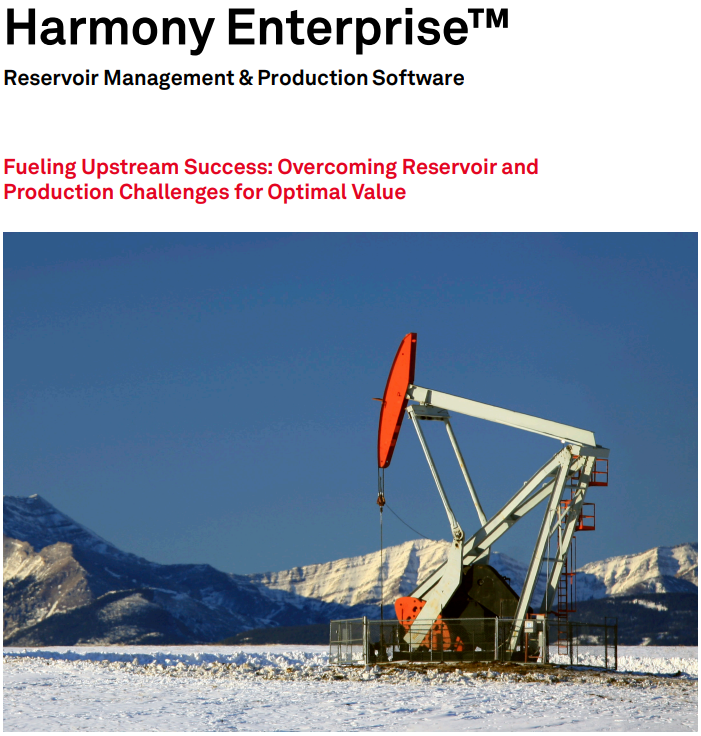 Harmony Enterprise™
Reservoir Management & Production Software
Fueling Upstream Success: Overcoming Reservoir and
Production Challenges for Optimal Value